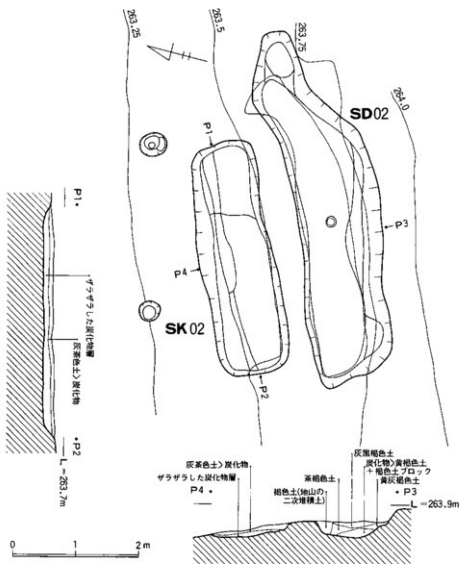 263.25
263.5
263.75
264.0
SD02
P1
P3
P4
SK02
P2
P1
ザラザラした炭化物層
灰茶色土>炭化物
P2
L=263.7m
灰黒褐色土
炭化物>黄褐色土
+褐色土ブロック
黄灰褐色土
灰茶色土>炭化物
ザラザラした炭化物層
茶褐色土
褐色土(地山の
二次堆積土)
P4
P3
L=263.9m
0 1 2m